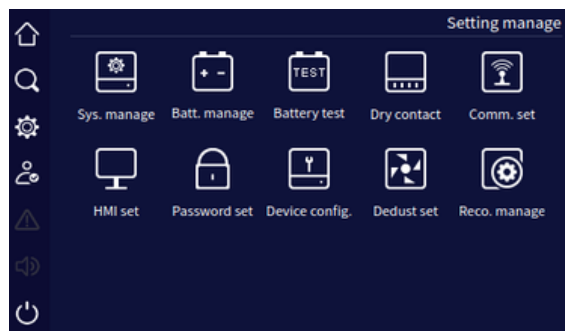 Setting manage
TEST
Sys. manage Batt. manage Battery test Dry contact Comm. set
HMI set Password set Device config. Dedust set Reco. manage